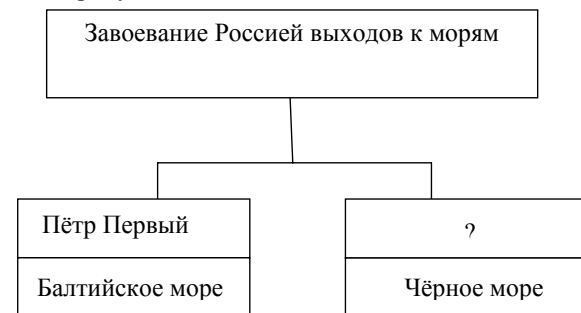 Завоевание Россией выходов к морям
Пётр Первый
?
Балтийское море
Чёрное море